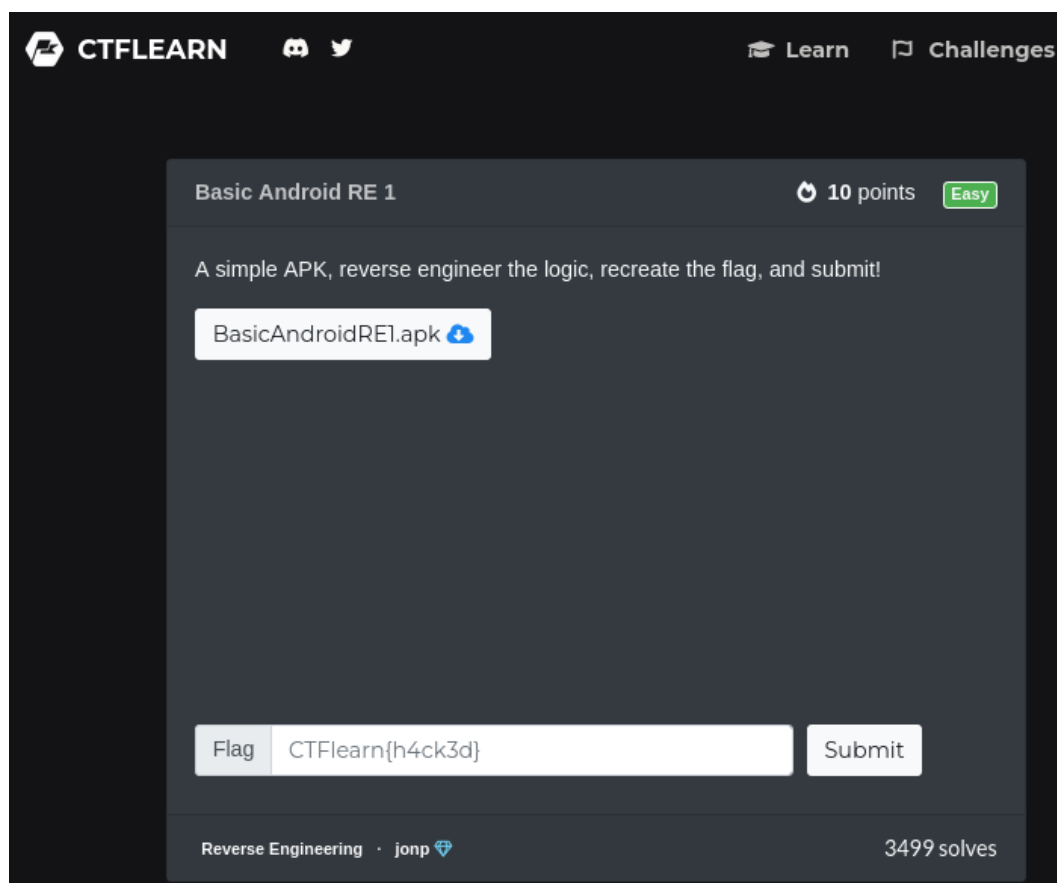 CTFLEARN Learn Challenges
Basic Android RE 1 10 points Easy
A simple APK, reverse engineer the logic, recreate the flag, and submit!
BasicAndroidRE1.apk
Flag CTFlearn{h4ck3d} Submit
Reverse Engineering · jonp 3499 solves